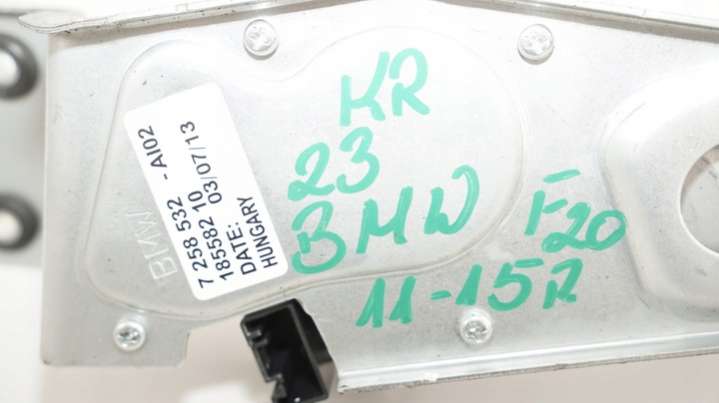 BMW
7 258 532 -AI02
185582 10
DATE: 03/07/13
HUNGARY
KR
23
BMW F20
11-15R